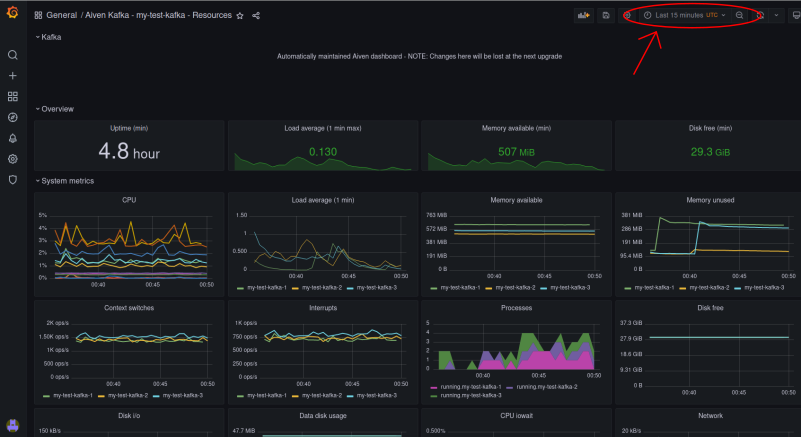 General / Aiven Kafka - my-test-kafka - Resources
Last 15 minutes UTC
Kafka
Automatically maintained Aiven dashboard - NOTE: Changes here will be lost at the next upgrade
Overview
Uptime (min)
Load average (1 min max)
Memory available (min)
Disk free (min)
4.8 hour
0.130
507 MiB
29.3 GiB
System metrics
CPU
5%
4%
3%
2%
1%
0%
00:40
00:45
00:50
Load average (1 min)
1.50
1
0.500
0
00:40
00:45
00:50
my-test-kafka-1
my-test-kafka-2
my-test-kafka-3
Memory available
763 MiB
572 MiB
381 MiB
191 MiB
0 B
00:40
00:45
00:50
my-test-kafka-1
my-test-kafka-2
my-test-kafka-3
Memory unused
381 MiB
286 MiB
191 MiB
95.4 MiB
0 B
00:40
00:45
00:50
my-test-kafka-1
my-test-kafka-2
my-test-kafka-3
Context switches
2K ops/s
1.50K ops/s
1K ops/s
500 ops/s
0 ops/s
00:40
00:45
00:50
my-test-kafka-1
my-test-kafka-2
my-test-kafka-3
Interrupts
1K ops/s
750 ops/s
500 ops/s
250 ops/s
0 ops/s
00:40
00:45
00:50
my-test-kafka-1
my-test-kafka-2
my-test-kafka-3
Processes
5
4
3
2
1
0
00:40
00:45
00:50
running.my-test-kafka-1
running.my-test-kafka-2
running.my-test-kafka-3
Disk free
37.3 GiB
27.9 GiB
18.6 GiB
9.31 GiB
0 B
00:40
00:45
00:50
Disk i/o
150 kB/s
Data disk usage
47.7 MiB
CPU iowait
0.500%
Network
20 kB/s